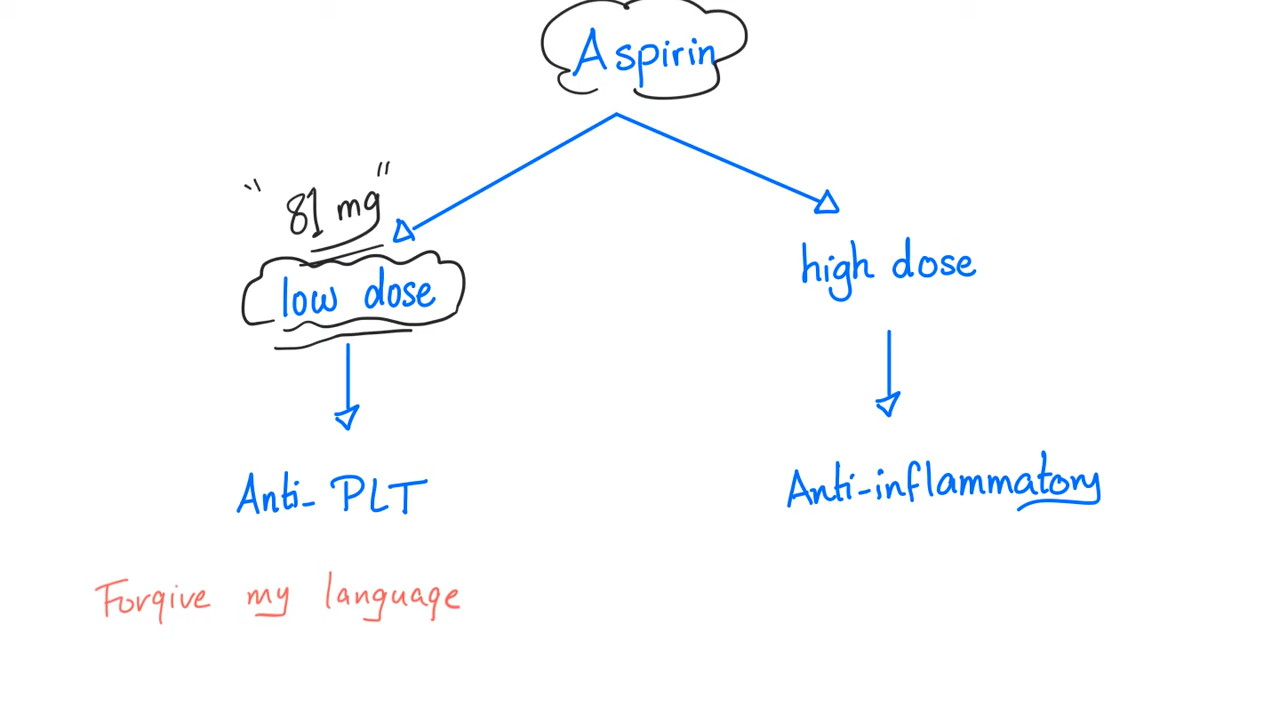 Aspirin
"81 mg"
low dose
high dose
Anti-PLT
Anti-inflammatory
Forgive my language